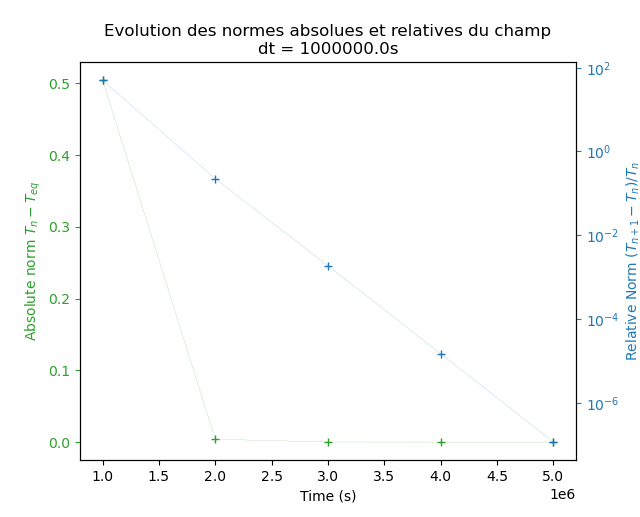 Evolution des normes absolues et relatives du champ
dt = 1000000.0s
0.5
0.4
0.3
0.2
0.1
0.0
Absolute norm $T_n - T_{eq}$
10^2
10^0
10^{-2}
10^{-4}
10^{-6}
Relative Norm $(T_{n+1} - T_n)/T_n$
1.0 1.5 2.0 2.5 3.0 3.5 4.0 4.5 5.0
1e6
Time (s)